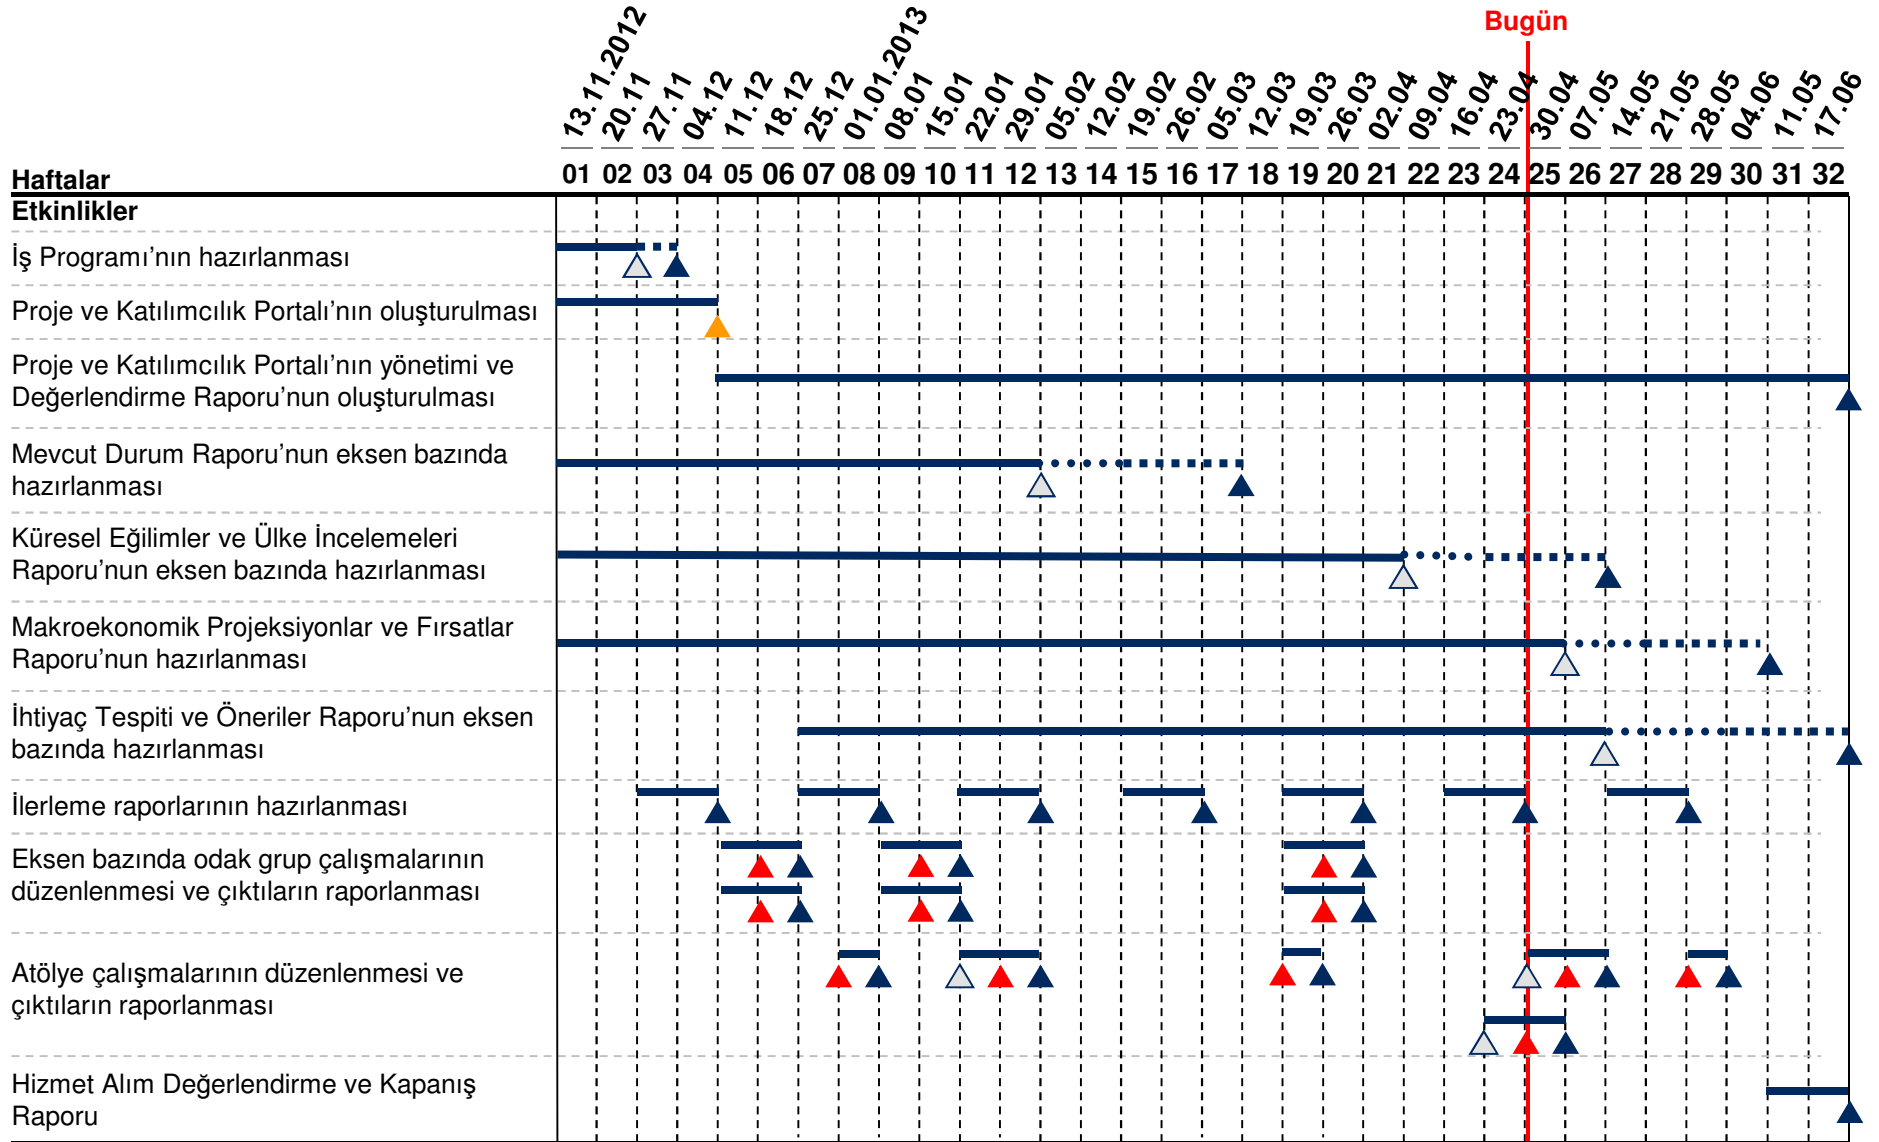 Bugün
13.11.2012 20.11 27.11 04.12 11.12 18.12 25.12 01.01.2013 08.01 15.01 22.01 29.01 05.02 12.02 19.02 26.02 05.03 12.03 19.03 26.03 02.04 09.04 16.04 23.04 30.04 07.05 14.05 21.05 28.05 04.06 11.05 17.06
Haftalar 01 02 03 04 05 06 07 08 09 10 11 12 13 14 15 16 17 18 19 20 21 22 23 24 25 26 27 28 29 30 31 32
Etkinlikler
İş Programı’nın hazırlanması
Proje ve Katılımcılık Portalı’nın oluşturulması
Proje ve Katılımcılık Portalı’nın yönetimi ve
Değerlendirme Raporu’nun oluşturulması
Mevcut Durum Raporu’nun eksen bazında
hazırlanması
Küresel Eğilimler ve Ülke İncelemeleri
Raporu’nun eksen bazında hazırlanması
Makroekonomik Projeksiyonlar ve Fırsatlar
Raporu’nun hazırlanması
İhtiyaç Tespiti ve Öneriler Raporu’nun eksen
bazında hazırlanması
İlerleme raporlarının hazırlanması
Eksen bazında odak grup çalışmalarının
düzenlenmesi ve çıktıların raporlanması
Atölye çalışmalarının düzenlenmesi ve
çıktıların raporlanması
Hizmet Alım Değerlendirme ve Kapanış
Raporu